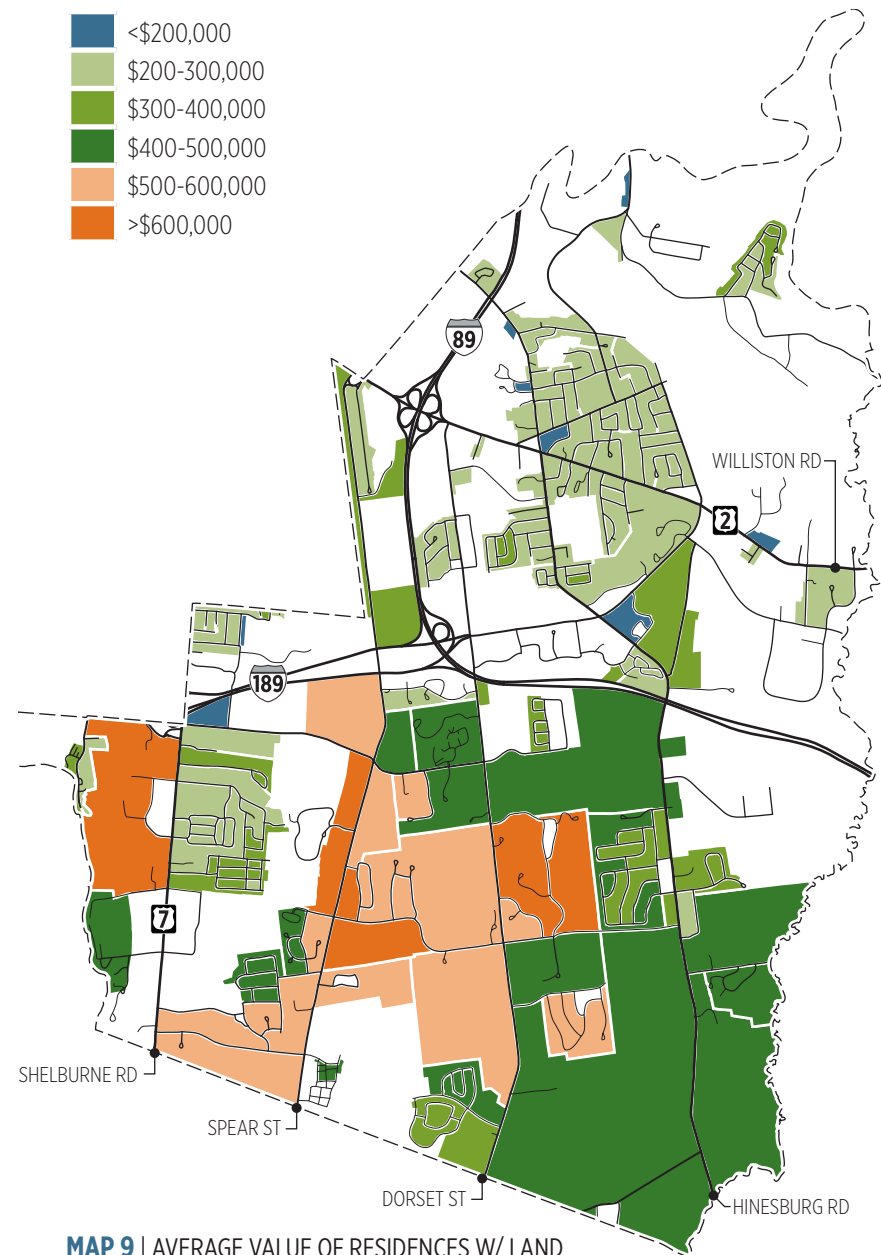 <$200,000
$200-300,000
$300-400,000
$400-500,000
$500-600,000
>$600,000
89
WILLISTON RD
2
189
7
SHELBURNE RD
SPEAR ST
DORSET ST
HINESBURG RD
MAP 9 | AVERAGE VALUE OF RESIDENCES W/ LAND